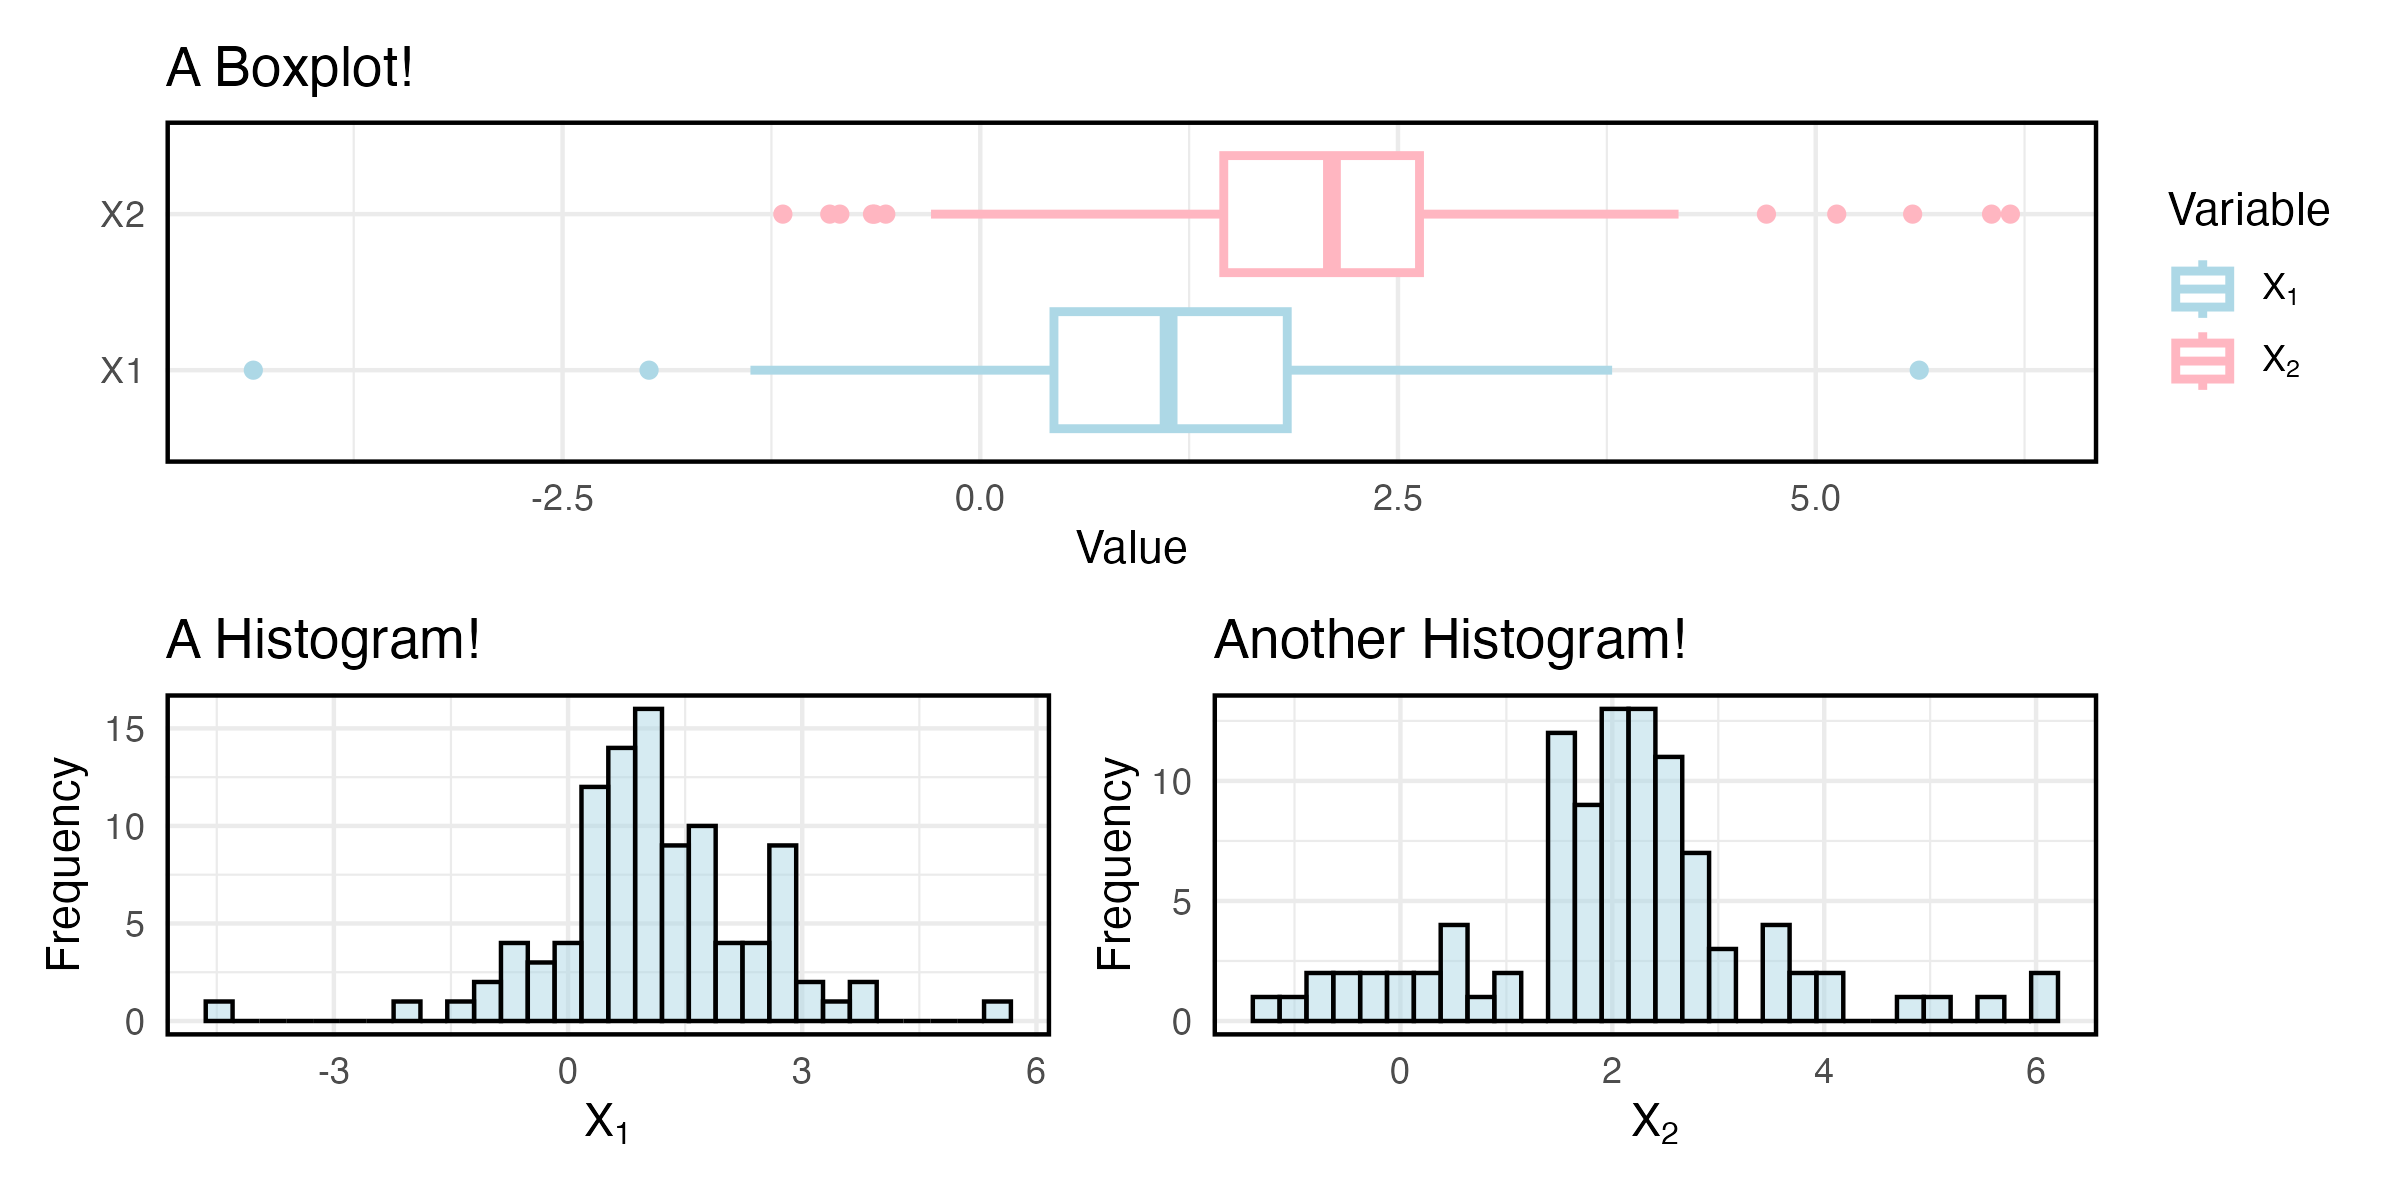 A Boxplot!
X2
X1
-2.5 0.0 2.5 5.0
Value
Variable
X₁
X₂
A Histogram!
Frequency
15
10
5
0
-3 0 3 6
X₁
Another Histogram!
Frequency
10
5
0
0 2 4 6
X₂